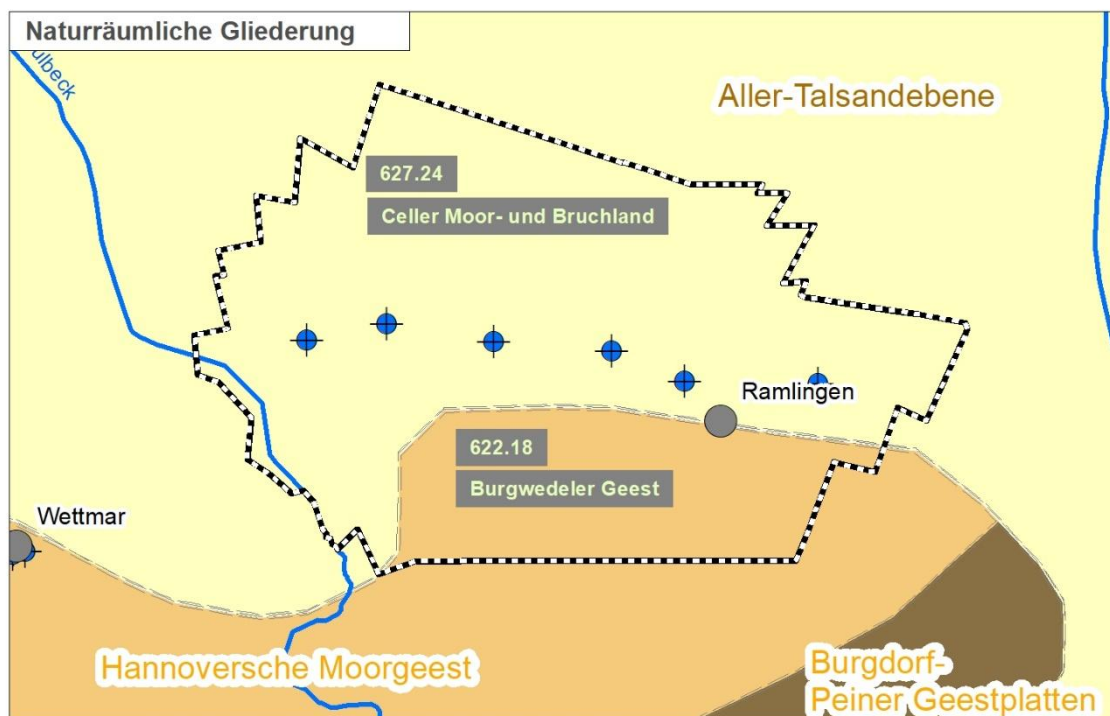 Naturräumliche Gliederung
ulbeck
Aller-Talsandebene
627.24
Celler Moor- und Bruchland
Ramlingen
622.18
Burgwedeler Geest
Wettmar
Hannoversche Moorgeest
Burgdorf-
Peiner Geestplatten